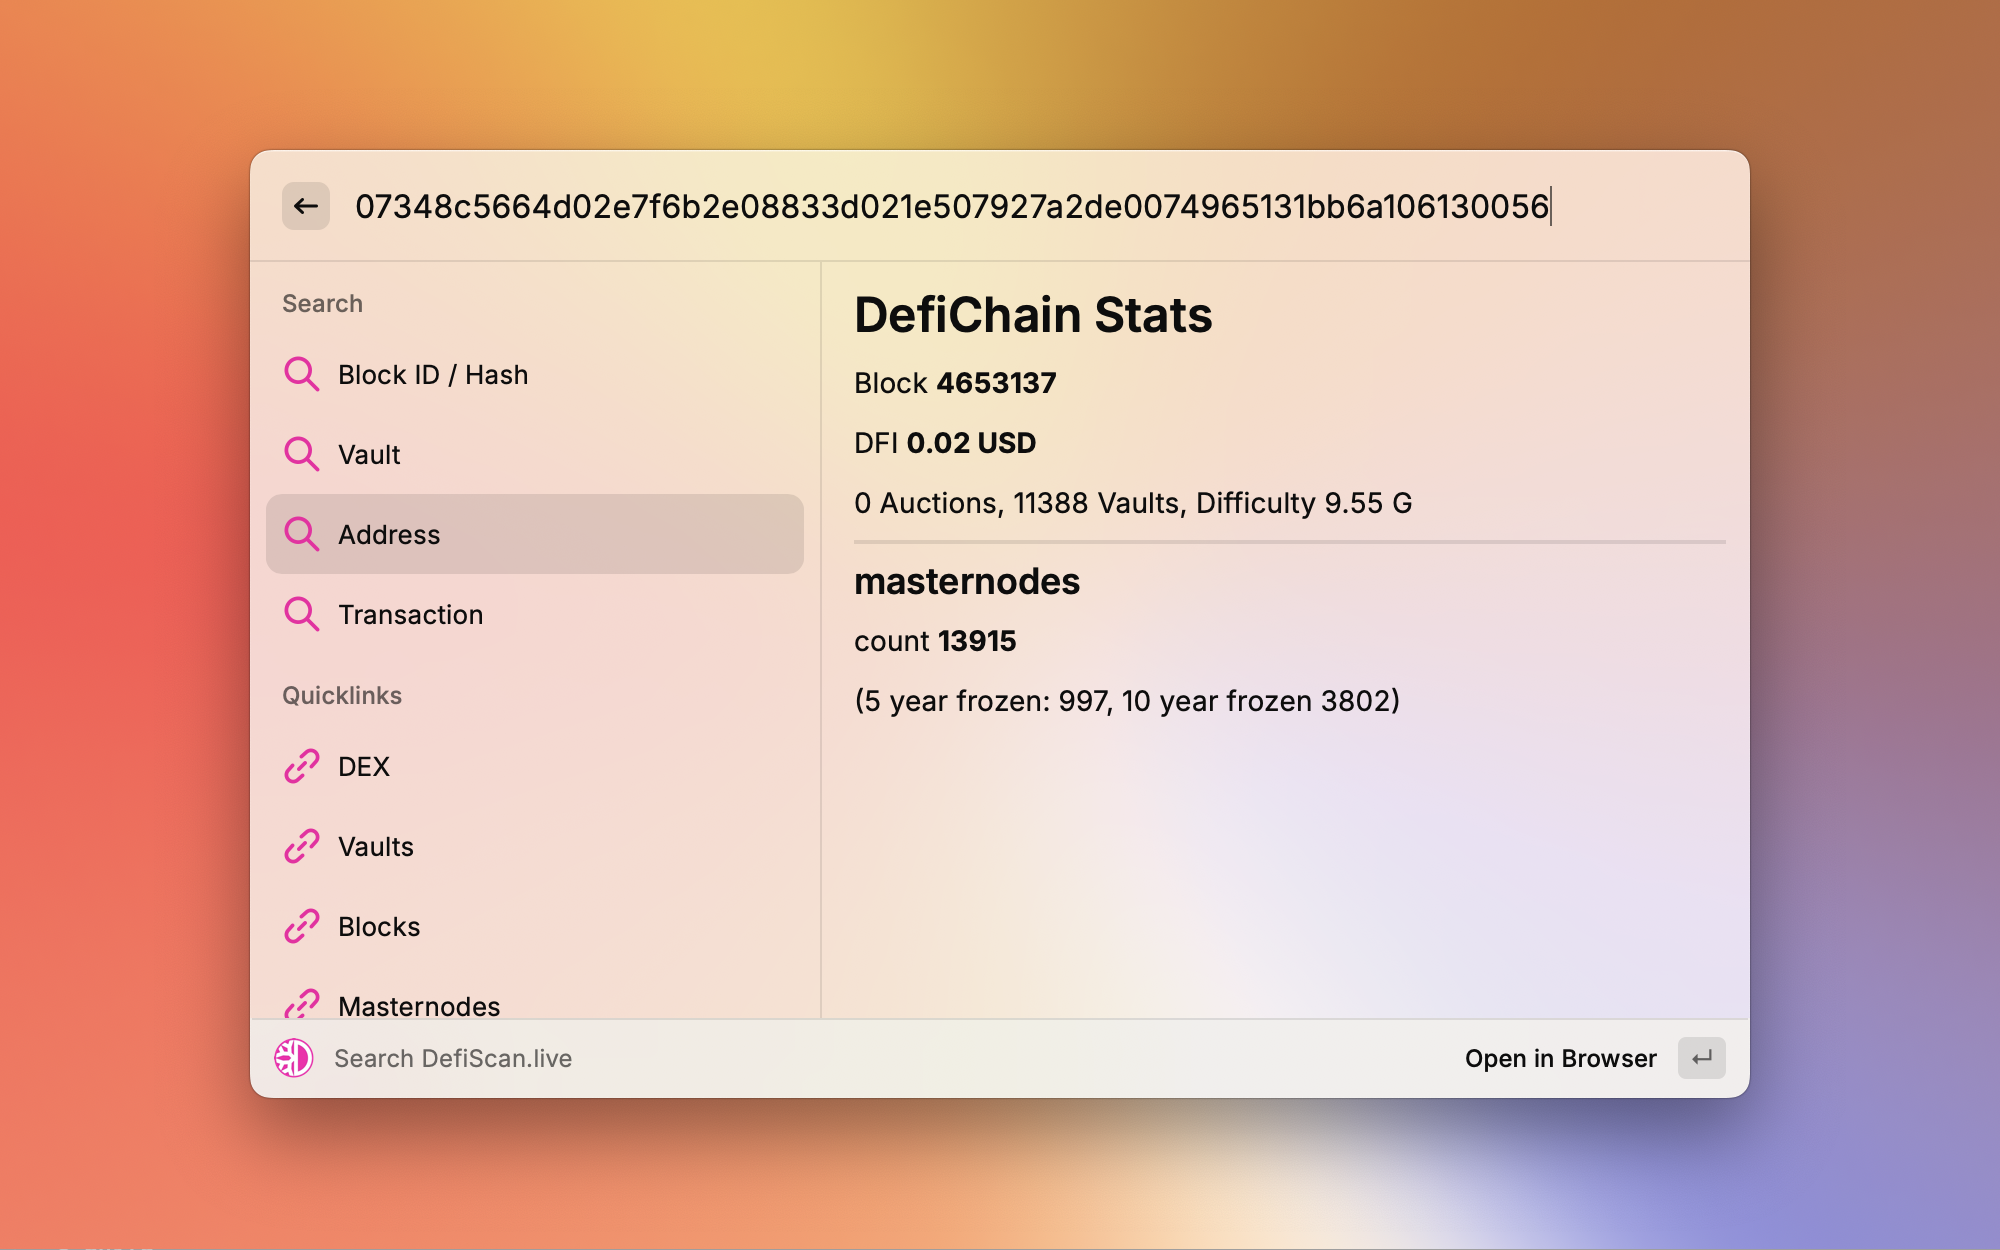 07348c5664d02e7f6b2e08833d021e507927a2de0074965131bb6a106130056
Search
Block ID / Hash
Vault
Address
Transaction
Quicklinks
DEX
Vaults
Blocks
Masternodes
DefiChain Stats
Block 4653137
DFI 0.02 USD
0 Auctions, 11388 Vaults, Difficulty 9.55 G
masternodes
count 13915
(5 year frozen: 997, 10 year frozen 3802)
Search DefiScan.live
Open in Browser